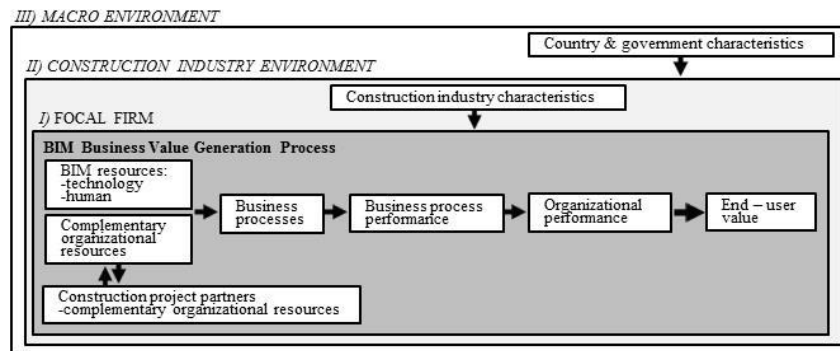 III) MACRO ENVIRONMENT
Country & government characteristics
II) CONSTRUCTION INDUSTRY ENVIRONMENT
Construction industry characteristics
I) FOCAL FIRM
BIM Business Value Generation Process
BIM resources:
-technology
-human
Complementary
organizational
resources
Business
processes
Business process
performance
Organizational
performance
End – user
value
Construction project partners
-complementary organizational resources